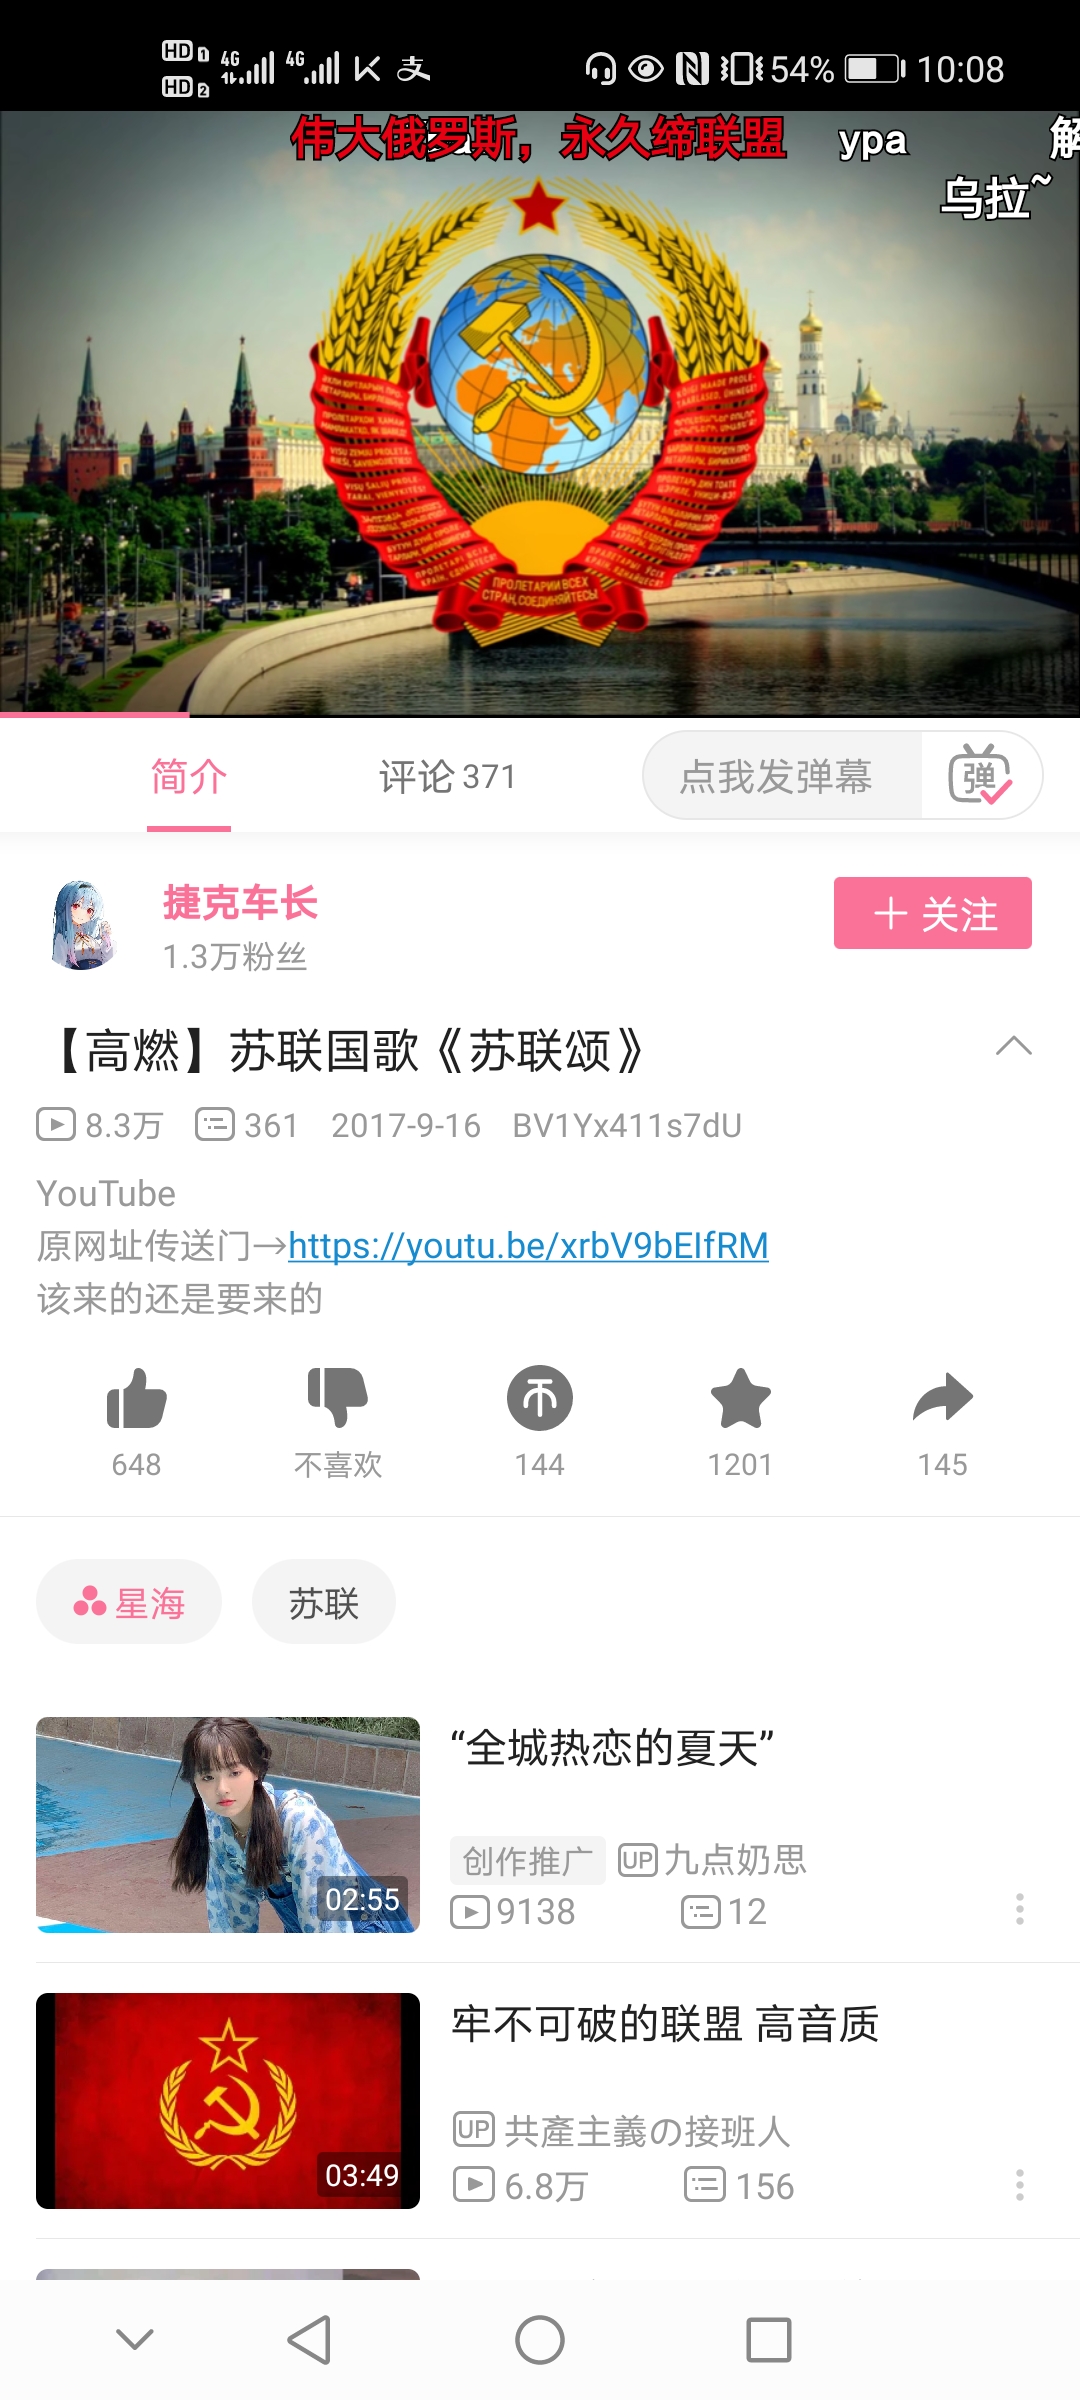 HD 1 4G 4G 支 54% 10:08
HD 2
伟大俄罗斯，永久缔联盟 ypa 解
乌拉~
ПРОЛЕТАРИИ ВСЕХ
СТРАН, СОЕДИНЯЙТЕСЬ!
简介 评论 371 点我发弹幕 弹
捷克车长
1.3万粉丝
+ 关注
【高燃】苏联国歌《苏联颂》
8.3万 361 2017-9-16 BV1Yx411s7dU
YouTube
原网址传送门→https://youtu.be/xrbV9bEIfRM
该来的还是要来的
648 不喜欢 144 1201 145
星海 苏联
“全城热恋的夏天”
创作推广 UP 九点奶思
02:55
9138 12
牢不可破的联盟 高音质
UP 共產主義の接班人
03:49
6.8万 156